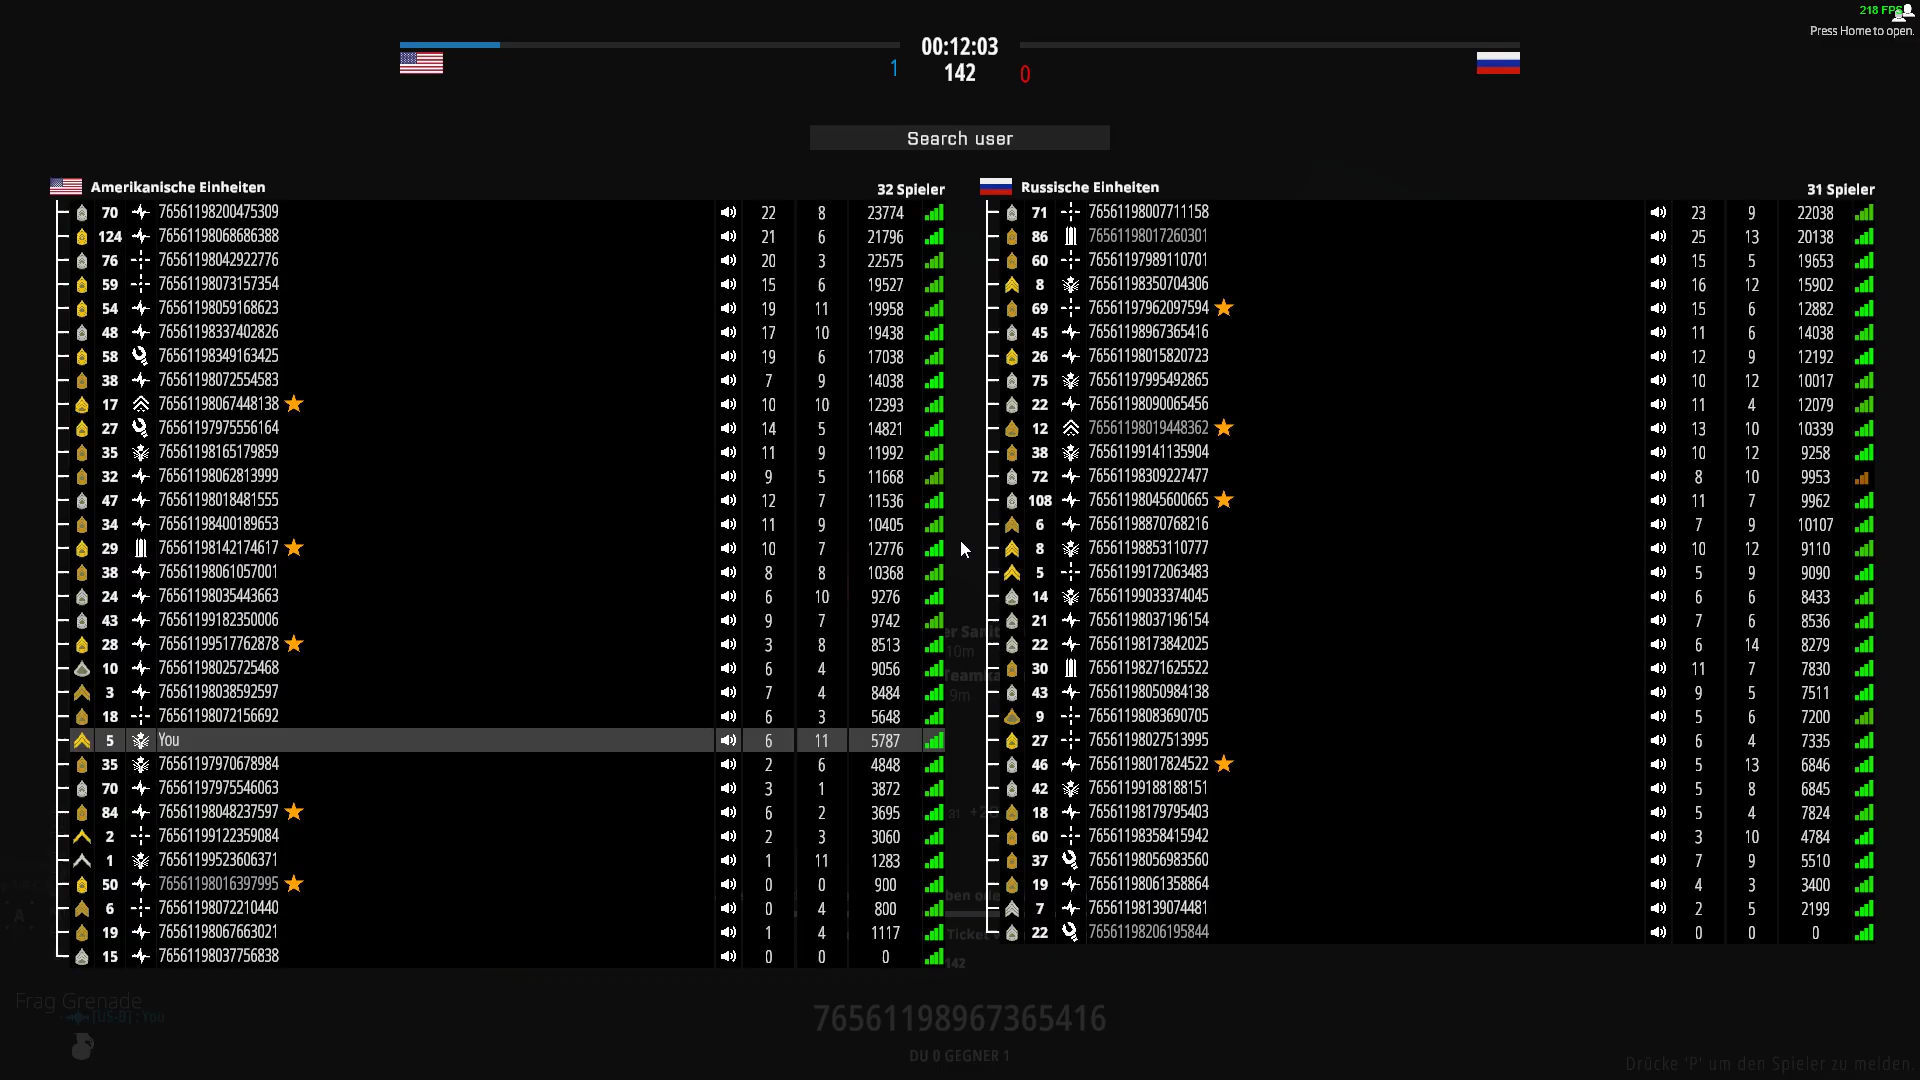 218 FPS
Press Home to open.
00:12:03
1 142 0
Search user
Amerikanische Einheiten 32 Spieler
70 76561198200475309 22 8 23774
124 76561198068686388 21 6 21796
76 76561198042922776 20 3 22575
59 76561198073157354 15 6 19527
54 76561198059168623 19 11 19958
48 76561198337402826 17 10 19438
58 76561198349163425 19 6 17038
38 76561198072554583 7 9 14038
17 76561198067448138 10 10 12393
27 76561197975556164 14 5 14821
35 76561198165179859 11 9 11992
32 76561198062813999 9 5 11668
47 76561198018481555 12 7 11536
34 76561198400189653 11 9 10405
29 76561198142174617 10 7 12776
38 76561198061057001 8 8 10368
24 76561198035443663 6 10 9276
43 76561199182350006 9 7 9742
28 76561199517762878 3 8 8513
10 76561198025725468 6 4 9056
3 76561198038592597 7 4 8484
18 76561198072156692 6 3 5648
5 You 6 11 5787
35 76561197970678984 2 6 4848
70 76561197975546063 3 1 3872
84 76561198048237597 6 2 3695
2 76561199122359084 2 3 3060
1 76561199523606371 1 11 1283
50 76561198016397995 0 0 900
6 76561198072210440 0 4 800
19 76561198067663021 1 4 1117
15 76561198037756838 0 0 0
Russische Einheiten 31 Spieler
71 76561198007711158 23 9 22038
86 76561198017260301 25 13 20138
60 76561197989110701 15 5 19653
8 76561198350704306 16 12 15902
69 76561197962097594 15 6 12882
45 76561198967365416 11 6 14038
26 76561198015820723 12 9 12192
75 76561197995492865 10 12 10017
22 76561198090065456 11 4 12079
12 76561198019448362 13 10 10339
38 76561199141135904 10 12 9258
72 76561198309227477 8 10 9953
108 76561198045600665 11 7 9962
6 76561198870768216 7 9 10107
8 76561198853110777 10 12 9110
5 76561199172063483 5 9 9090
14 76561199033374045 6 6 8433
21 76561198037196154 7 6 8536
22 76561198173842025 6 14 8279
30 76561198271625522 11 7 7830
43 76561198050984138 9 5 7511
9 76561198083690705 5 6 7200
27 76561198027513995 6 4 7335
46 76561198017824522 5 13 6846
42 76561199188188151 5 8 6845
18 76561198179795403 5 4 7824
60 76561198358415942 3 10 4784
37 76561198056983560 7 9 5510
19 76561198061358864 4 3 3400
7 76561198139074481 2 5 2199
22 76561198206195844 0 0 0
er Sanit
10m
Teamka
9m
Ticket
142
Frag Grenade
[US-BT]: You
76561198967365416
DU 0 GEGNER 1
Drücke 'P' um den Spieler zu melden.